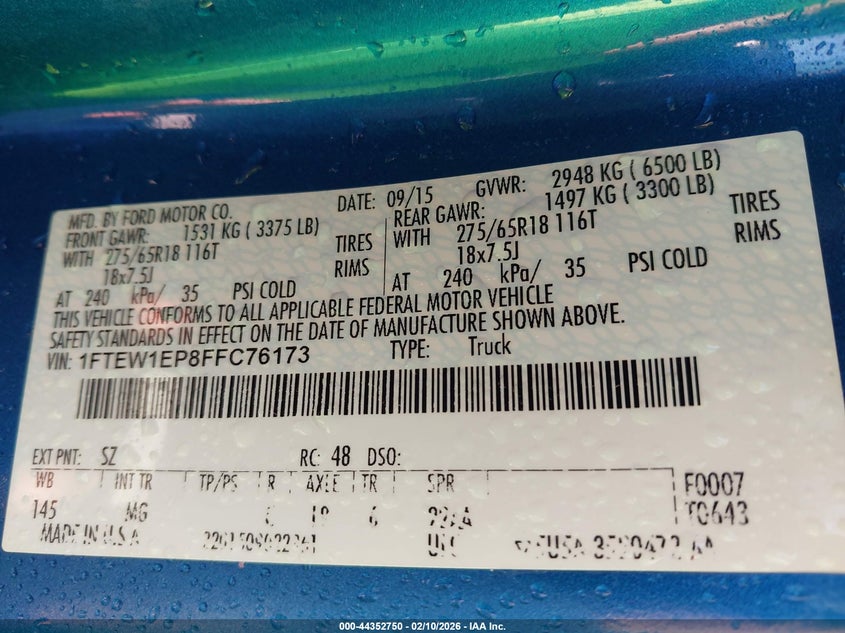 MFD. BY FORD MOTOR CO. DATE: 09/15 GVWR: 2948 KG ( 6500 LB)
FRONT GAWR: 1531 KG ( 3375 LB) REAR GAWR: 1497 KG ( 3300 LB)
WITH 275/65R18 116T TIRES WITH 275/65R18 116T TIRES
18x7.5J RIMS 18x7.5J RIMS
AT 240 kPa/ 35 PSI COLD AT 240 kPa/ 35 PSI COLD
THIS VEHICLE CONFORMS TO ALL APPLICABLE FEDERAL MOTOR VEHICLE
SAFETY STANDARDS IN EFFECT ON THE DATE OF MANUFACTURE SHOWN ABOVE.
VIN: 1FTEW1EP8FFC76173 TYPE: Truck
EXT PNT: SZ RC: 48 DSO:
WB INT TR TP/PS R AXLE TR SPR F0007
145 MG 19 6 T0643
MADE IN U.S.A
000-44352750 - 02/10/2026 - IAA Inc.